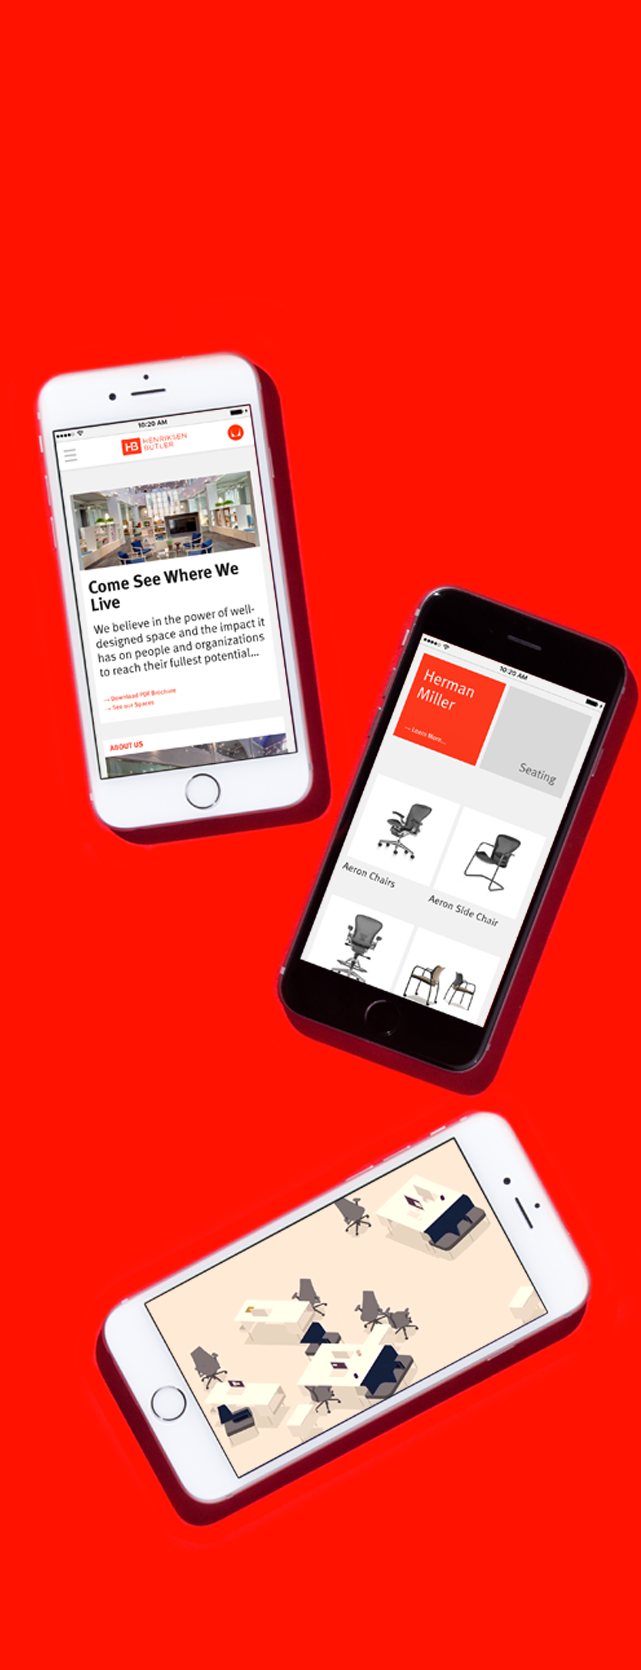 10:20 AM
HB HENRIKSEN
BUTLER
Come See Where We
Live
We believe in the power of well-
designed space and the impact it
has on people and organizations
to reach their fullest potential...
→ Download PDF Brochure
→ See our Spaces
ABOUT US
10:20 AM
Herman
Miller
→ Learn More...
Seating
Aeron Chairs
Aeron Side Chair